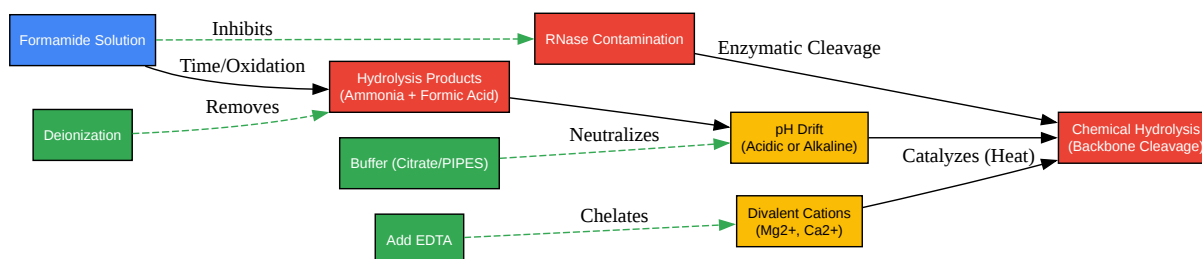 Formamide Solution
Inhibits
RNase Contamination
Enzymatic Cleavage
Time/Oxidation
Hydrolysis Products
(Ammonia + Formic Acid)
Removes
Deionization
Neutralizes
Buffer (Citrate/PIPES)
pH Drift
(Acidic or Alkaline)
Chemical Hydrolysis
(Backbone Cleavage)
Catalyzes (Heat)
Chelates
Add EDTA
Divalent Cations
(Mg2+, Ca2+)